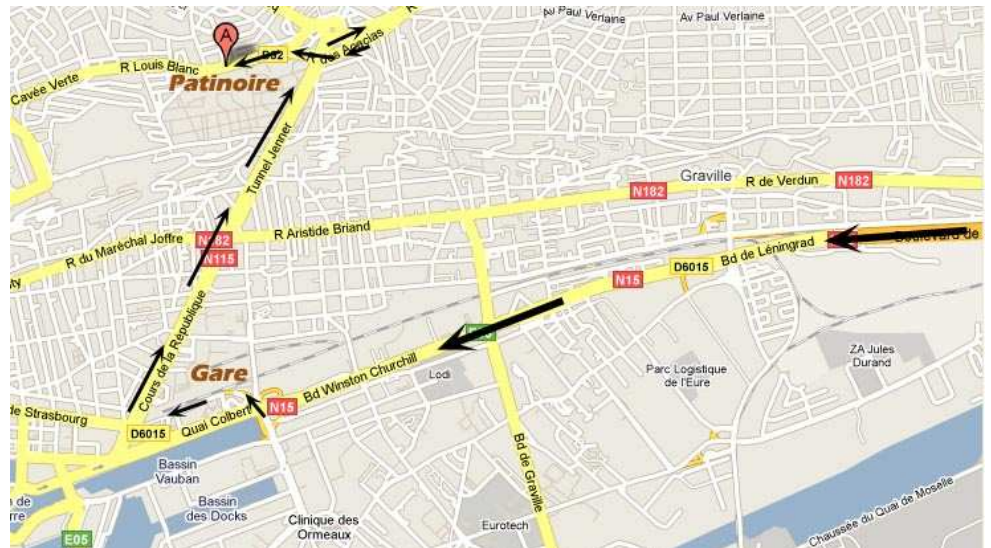 Av Paul Verlaine
Av Paul Verlaine
A
R Louis Blanc
des Acacias
Cavée Verte
Patinoire
Tunnel Jenner
Graville
R de Verdun
N182
N182
R Aristide Briand
R du Maréchal Joffre
N115
Boulevard de
Bd de Léningrad
D6015
N15
Cours de la République
Gare
Bd Winston Churchill
Lodi
Parc Logistique
de l'Eure
ZA Jules
Durand
de Strasbourg
D6015
Quai Colbert
N15
Bd de Graville
Bassin
Vauban
Bassin
des Docks
Clinique des
Ormeaux
Eurotech
Chaussée du Quai de Moselle
E05